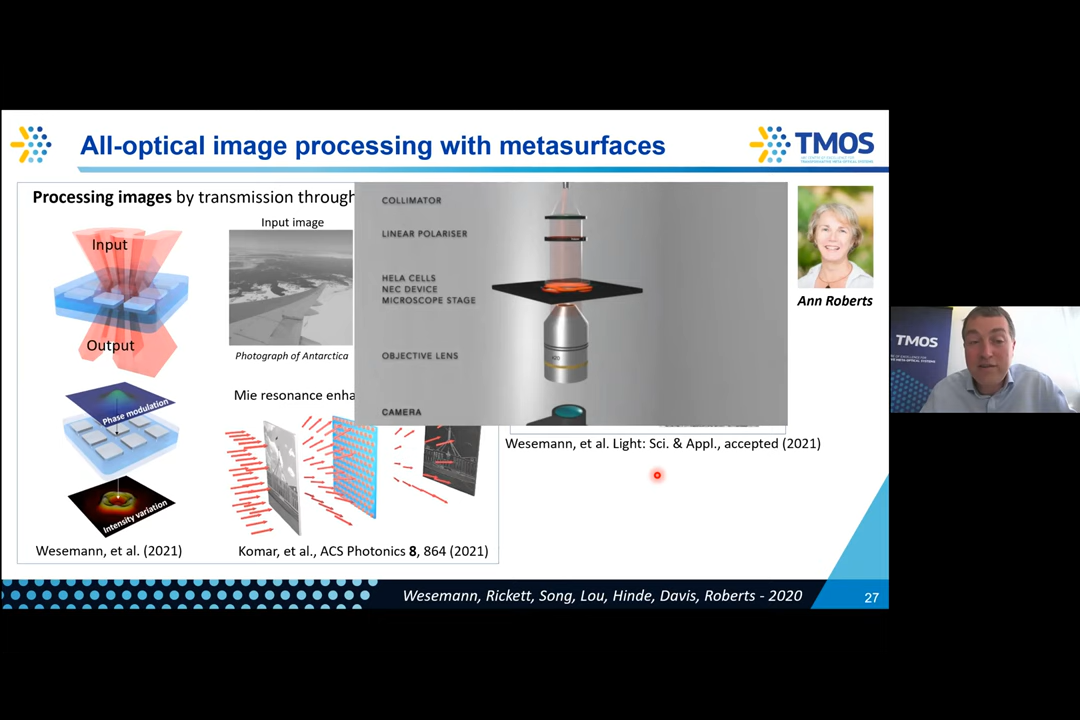 All-optical image processing with metasurfaces
TMOS
Processing images by transmission through
Input image
Input
Output
Photograph of Antarctica
COLLIMATOR
LINEAR POLARISER
HELA CELLS
NEC DEVICE
MICROSCOPE STAGE
OBJECTIVE LENS
CAMERA
Ann Roberts
TMOS
Phase modulation
Intensity variation
Wesemann, et al. (2021)
Mie resonance enha
Komar, et al., ACS Photonics 8, 864 (2021)
Wesemann, et al. Light: Sci. & Appl., accepted (2021)
Wesemann, Rickett, Song, Lou, Hinde, Davis, Roberts - 2020
27